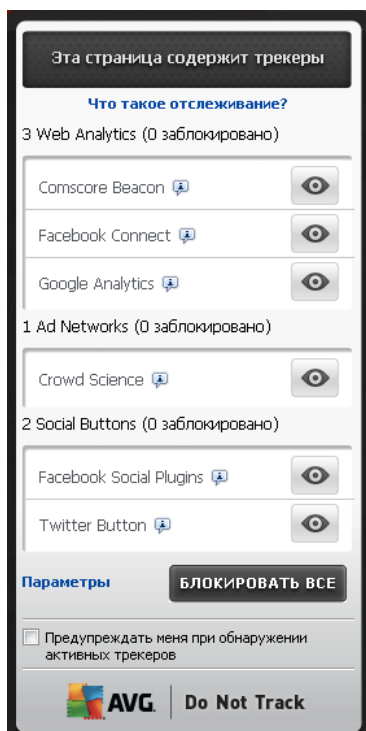 Эта страница содержит трекеры
Что такое отслеживание?
3 Web Analytics (0 заблокировано)
Comscore Beacon
Facebook Connect
Google Analytics
1 Ad Networks (0 заблокировано)
Crowd Science
2 Social Buttons (0 заблокировано)
Facebook Social Plugins
Twitter Button
Параметры БЛОКИРОВАТЬ ВСЕ
Предупреждать меня при обнаружении
активных трекеров
AVG. Do Not Track